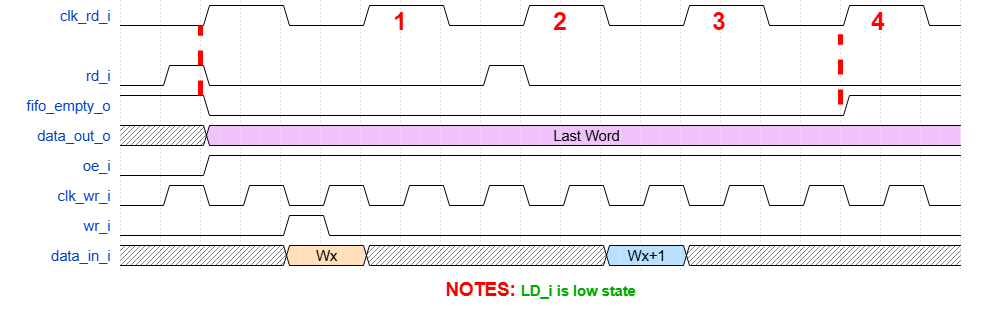 clk_rd_i 1 2 3 4
rd_i
fifo_empty_o
data_out_o Last Word
oe_i
clk_wr_i
wr_i
data_in_i Wx Wx+1
NOTES: LD_i is low state